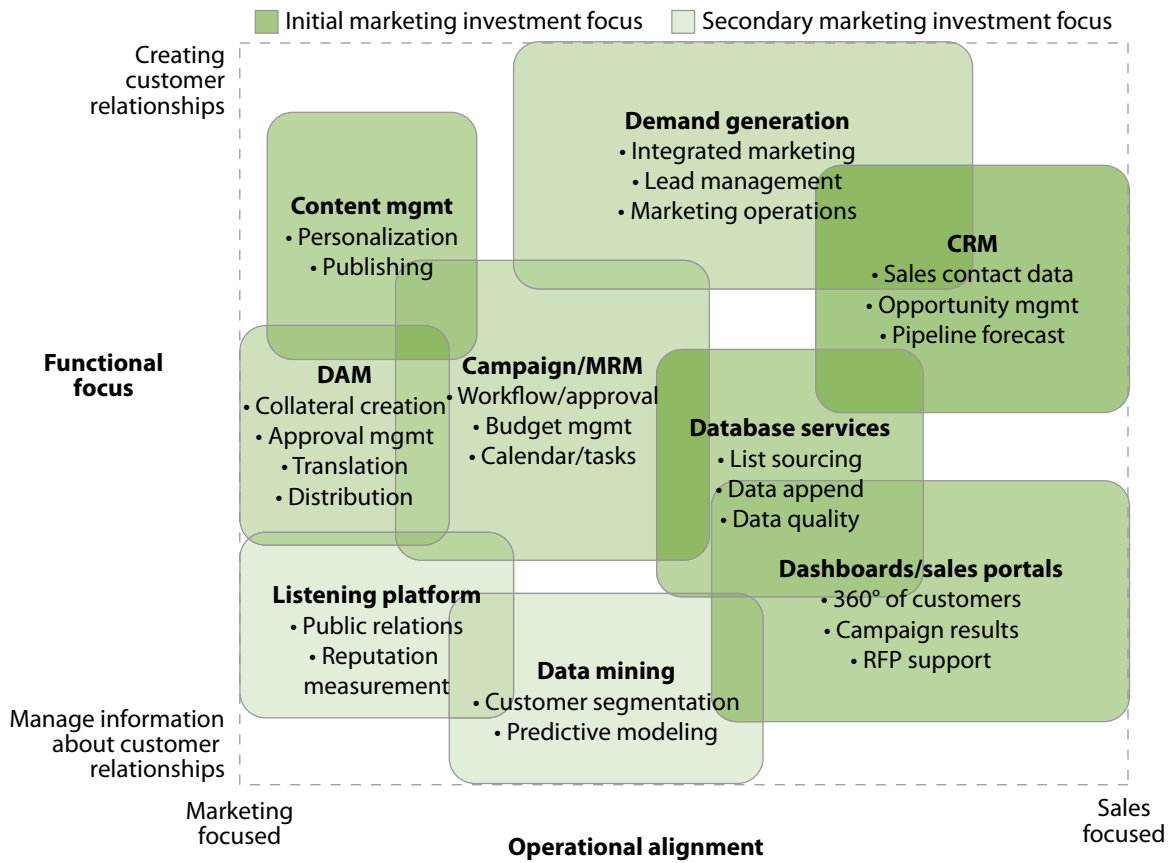 Initial marketing investment focus
Secondary marketing investment focus
Creating
customer
relationships
Demand generation
• Integrated marketing
• Lead management
• Marketing operations
Content mgmt
• Personalization
• Publishing
CRM
• Sales contact data
• Opportunity mgmt
• Pipeline forecast
Functional
focus
DAM
• Collateral creation
• Approval mgmt
• Translation
• Distribution
Campaign/MRM
• Workflow/approval
• Budget mgmt
• Calendar/tasks
Database services
• List sourcing
• Data append
• Data quality
Dashboards/sales portals
• 360° of customers
• Campaign results
• RFP support
Listening platform
• Public relations
• Reputation
measurement
Data mining
• Customer segmentation
• Predictive modeling
Manage information
about customer
relationships
Marketing
focused
Operational alignment
Sales
focused